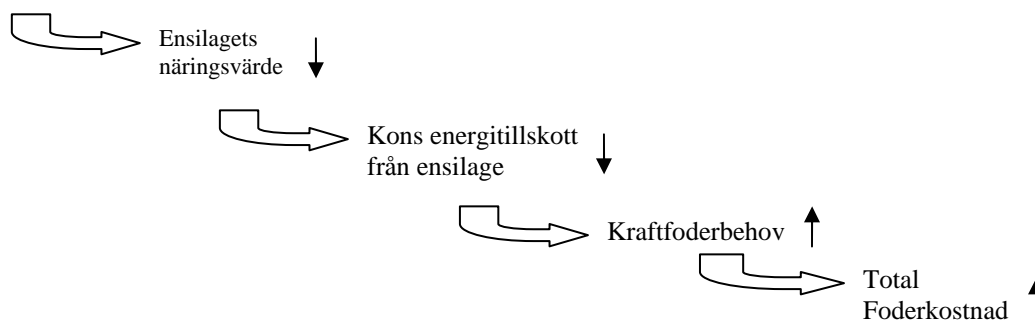 Ensilagets
näringsvärde
Kons energitillskott
från ensilage
Kraftfoderbehov
Total
Foderkostnad